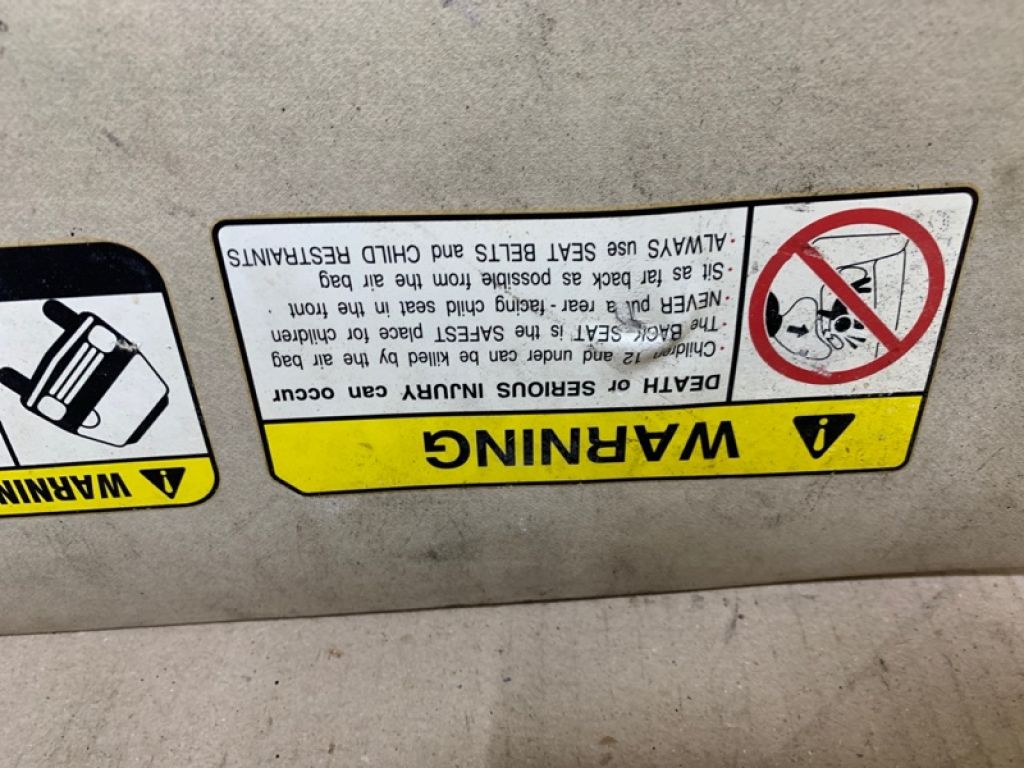 WARNING
DEATH or SERIOUS INJURY can occur
· Children 12 and under can be killed by the air bag
· The BACK SEAT is the SAFEST place for children
· NEVER put a rear - facing child seat in the front
· Sit as far back as possible from the air bag
· ALWAYS use SEAT BELTS and CHILD RESTRAINTS
WARNIN